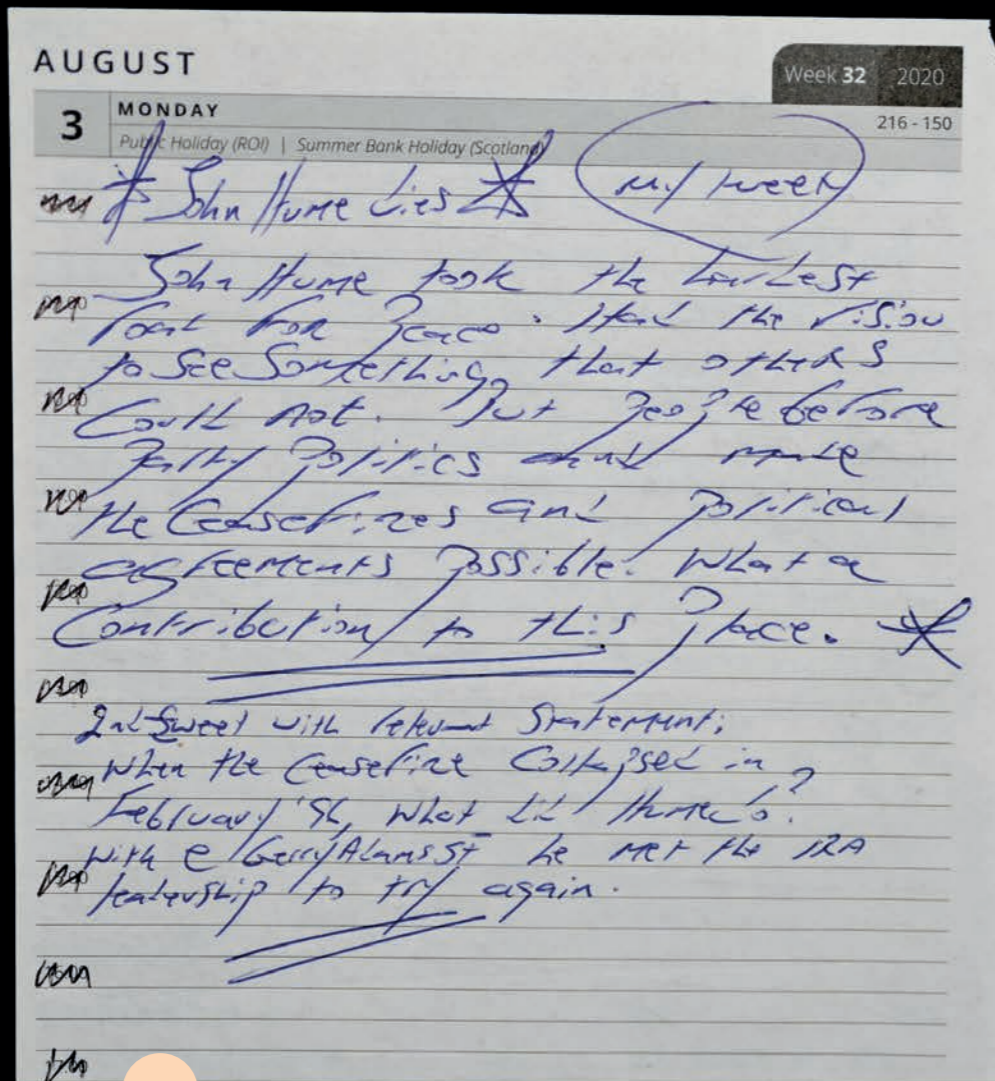 AUGUST
Week 32 2020
3 MONDAY
216 - 150
Public Holiday (ROI) | Summer Bank Holiday (Scotland)
* John Hume dies * my tweet
John Hume took the hardest
road for Peace. Had the vision
to see something that others
could not. Put people before
party politics and made
the ceasefires and political
agreements possible. What a
contribution to this place. *
2nd tweet with relevant statement:
When the ceasefire collapsed in
February '96, what did Hume do?
With @GerryAdamsSF he met the IRA
leadership to try again.